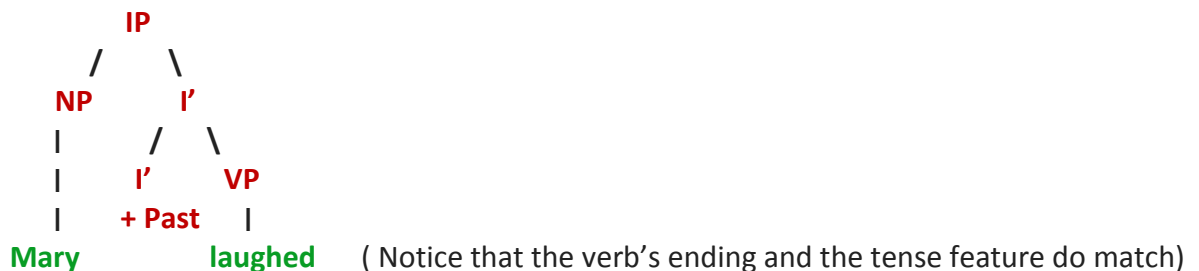 IP
/ \
NP I’
I / \
I I’ VP
I + Past I
Mary laughed ( Notice that the verb’s ending and the tense feature do match)